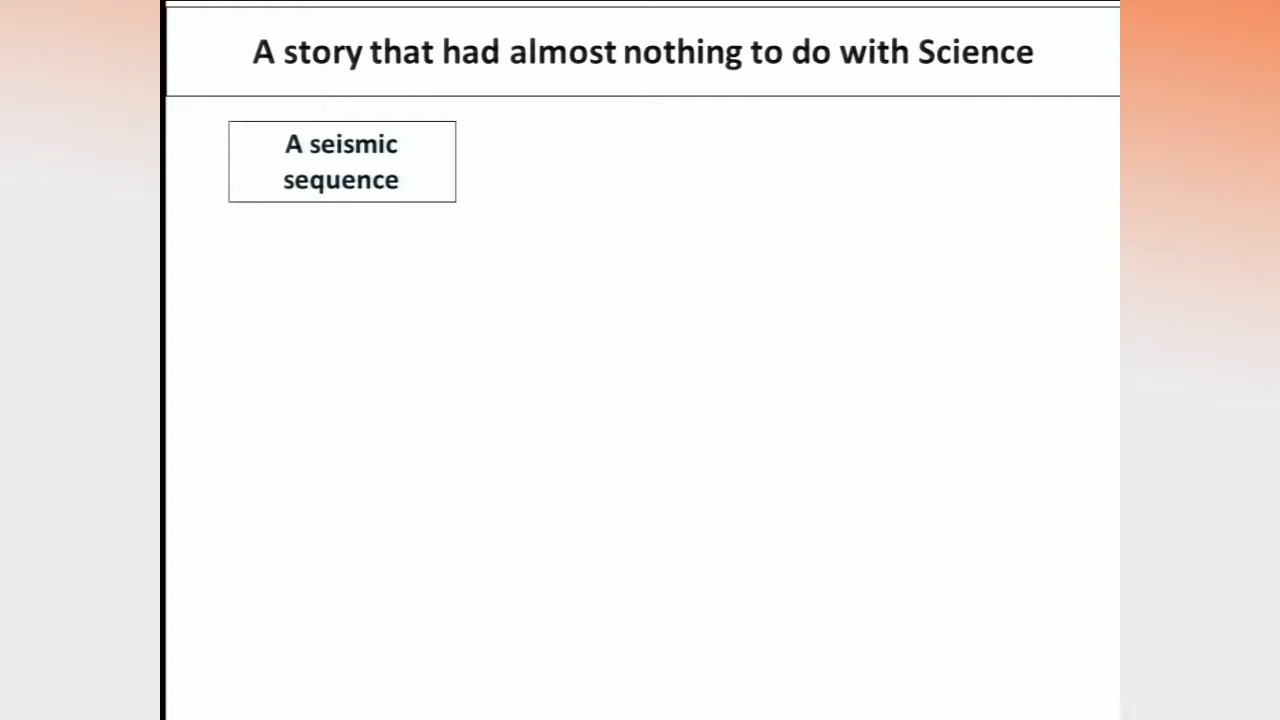 A story that had almost nothing to do with Science
A seismic
sequence